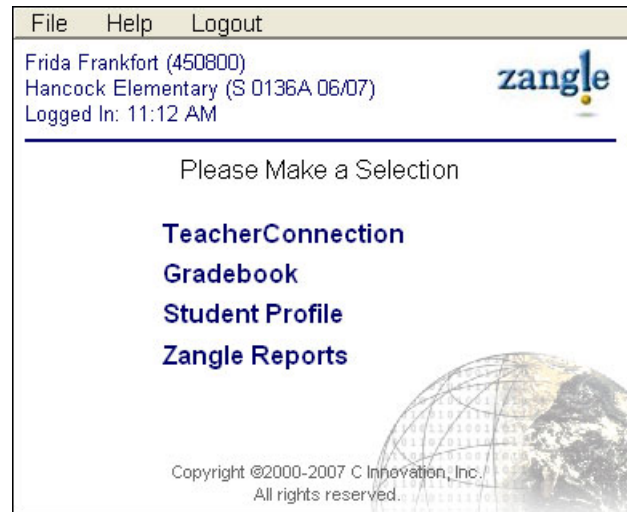 File Help Logout
Frida Frankfort (450800)
Hancock Elementary (S 0136A 06/07)
Logged In: 11:12 AM
zangle
Please Make a Selection
TeacherConnection
Gradebook
Student Profile
Zangle Reports
Copyright ©2000-2007 C Innovation, Inc.
All rights reserved.